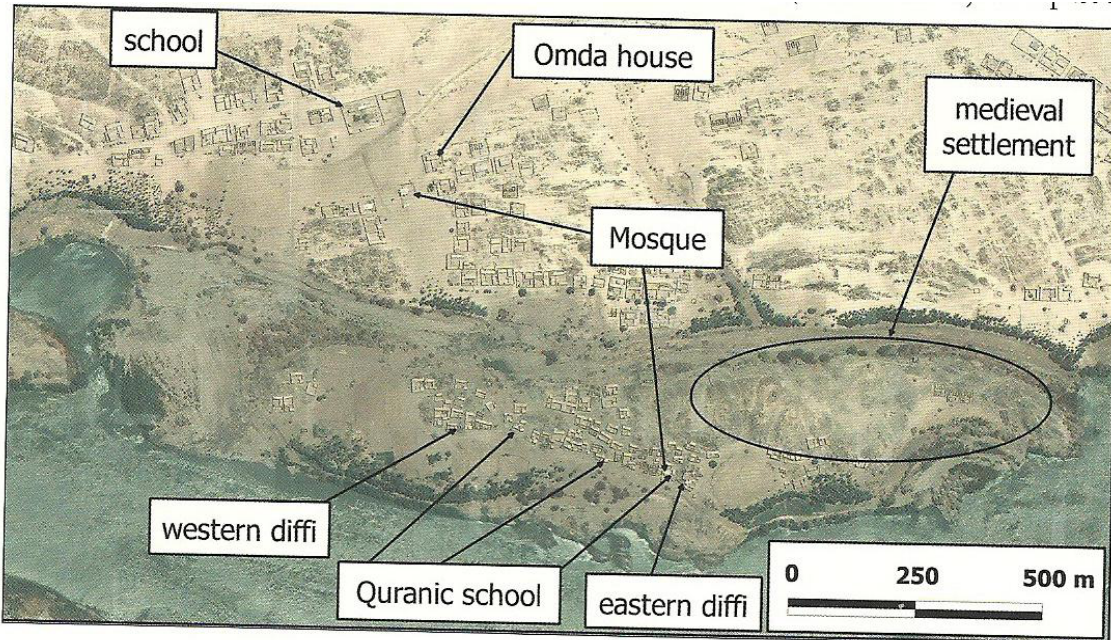 school
Omda house
medieval
settlement
Mosque
western diffi
Quranic school
eastern diffi
0 250 500 m